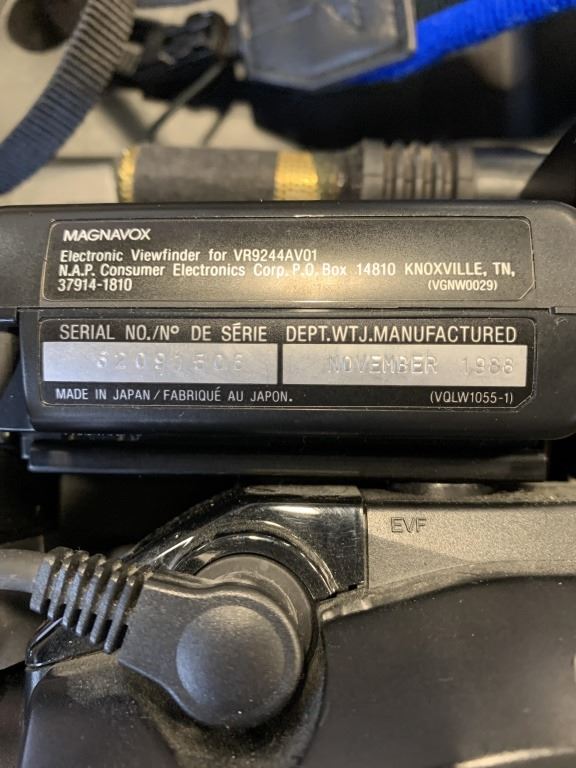 MAGNAVOX
Electronic Viewfinder for VR9244AV01
N.A.P. Consumer Electronics Corp. P.O. Box 14810 KNOXVILLE, TN,
37914-1810
(VGNW0029)
SERIAL NO./Nº DE SÉRIE
DEPT.WTJ.MANUFACTURED
NOVEMBER 1988
MADE IN JAPAN/FABRIQUÉ AU JAPON.
(VQLW1055-1)
EVF